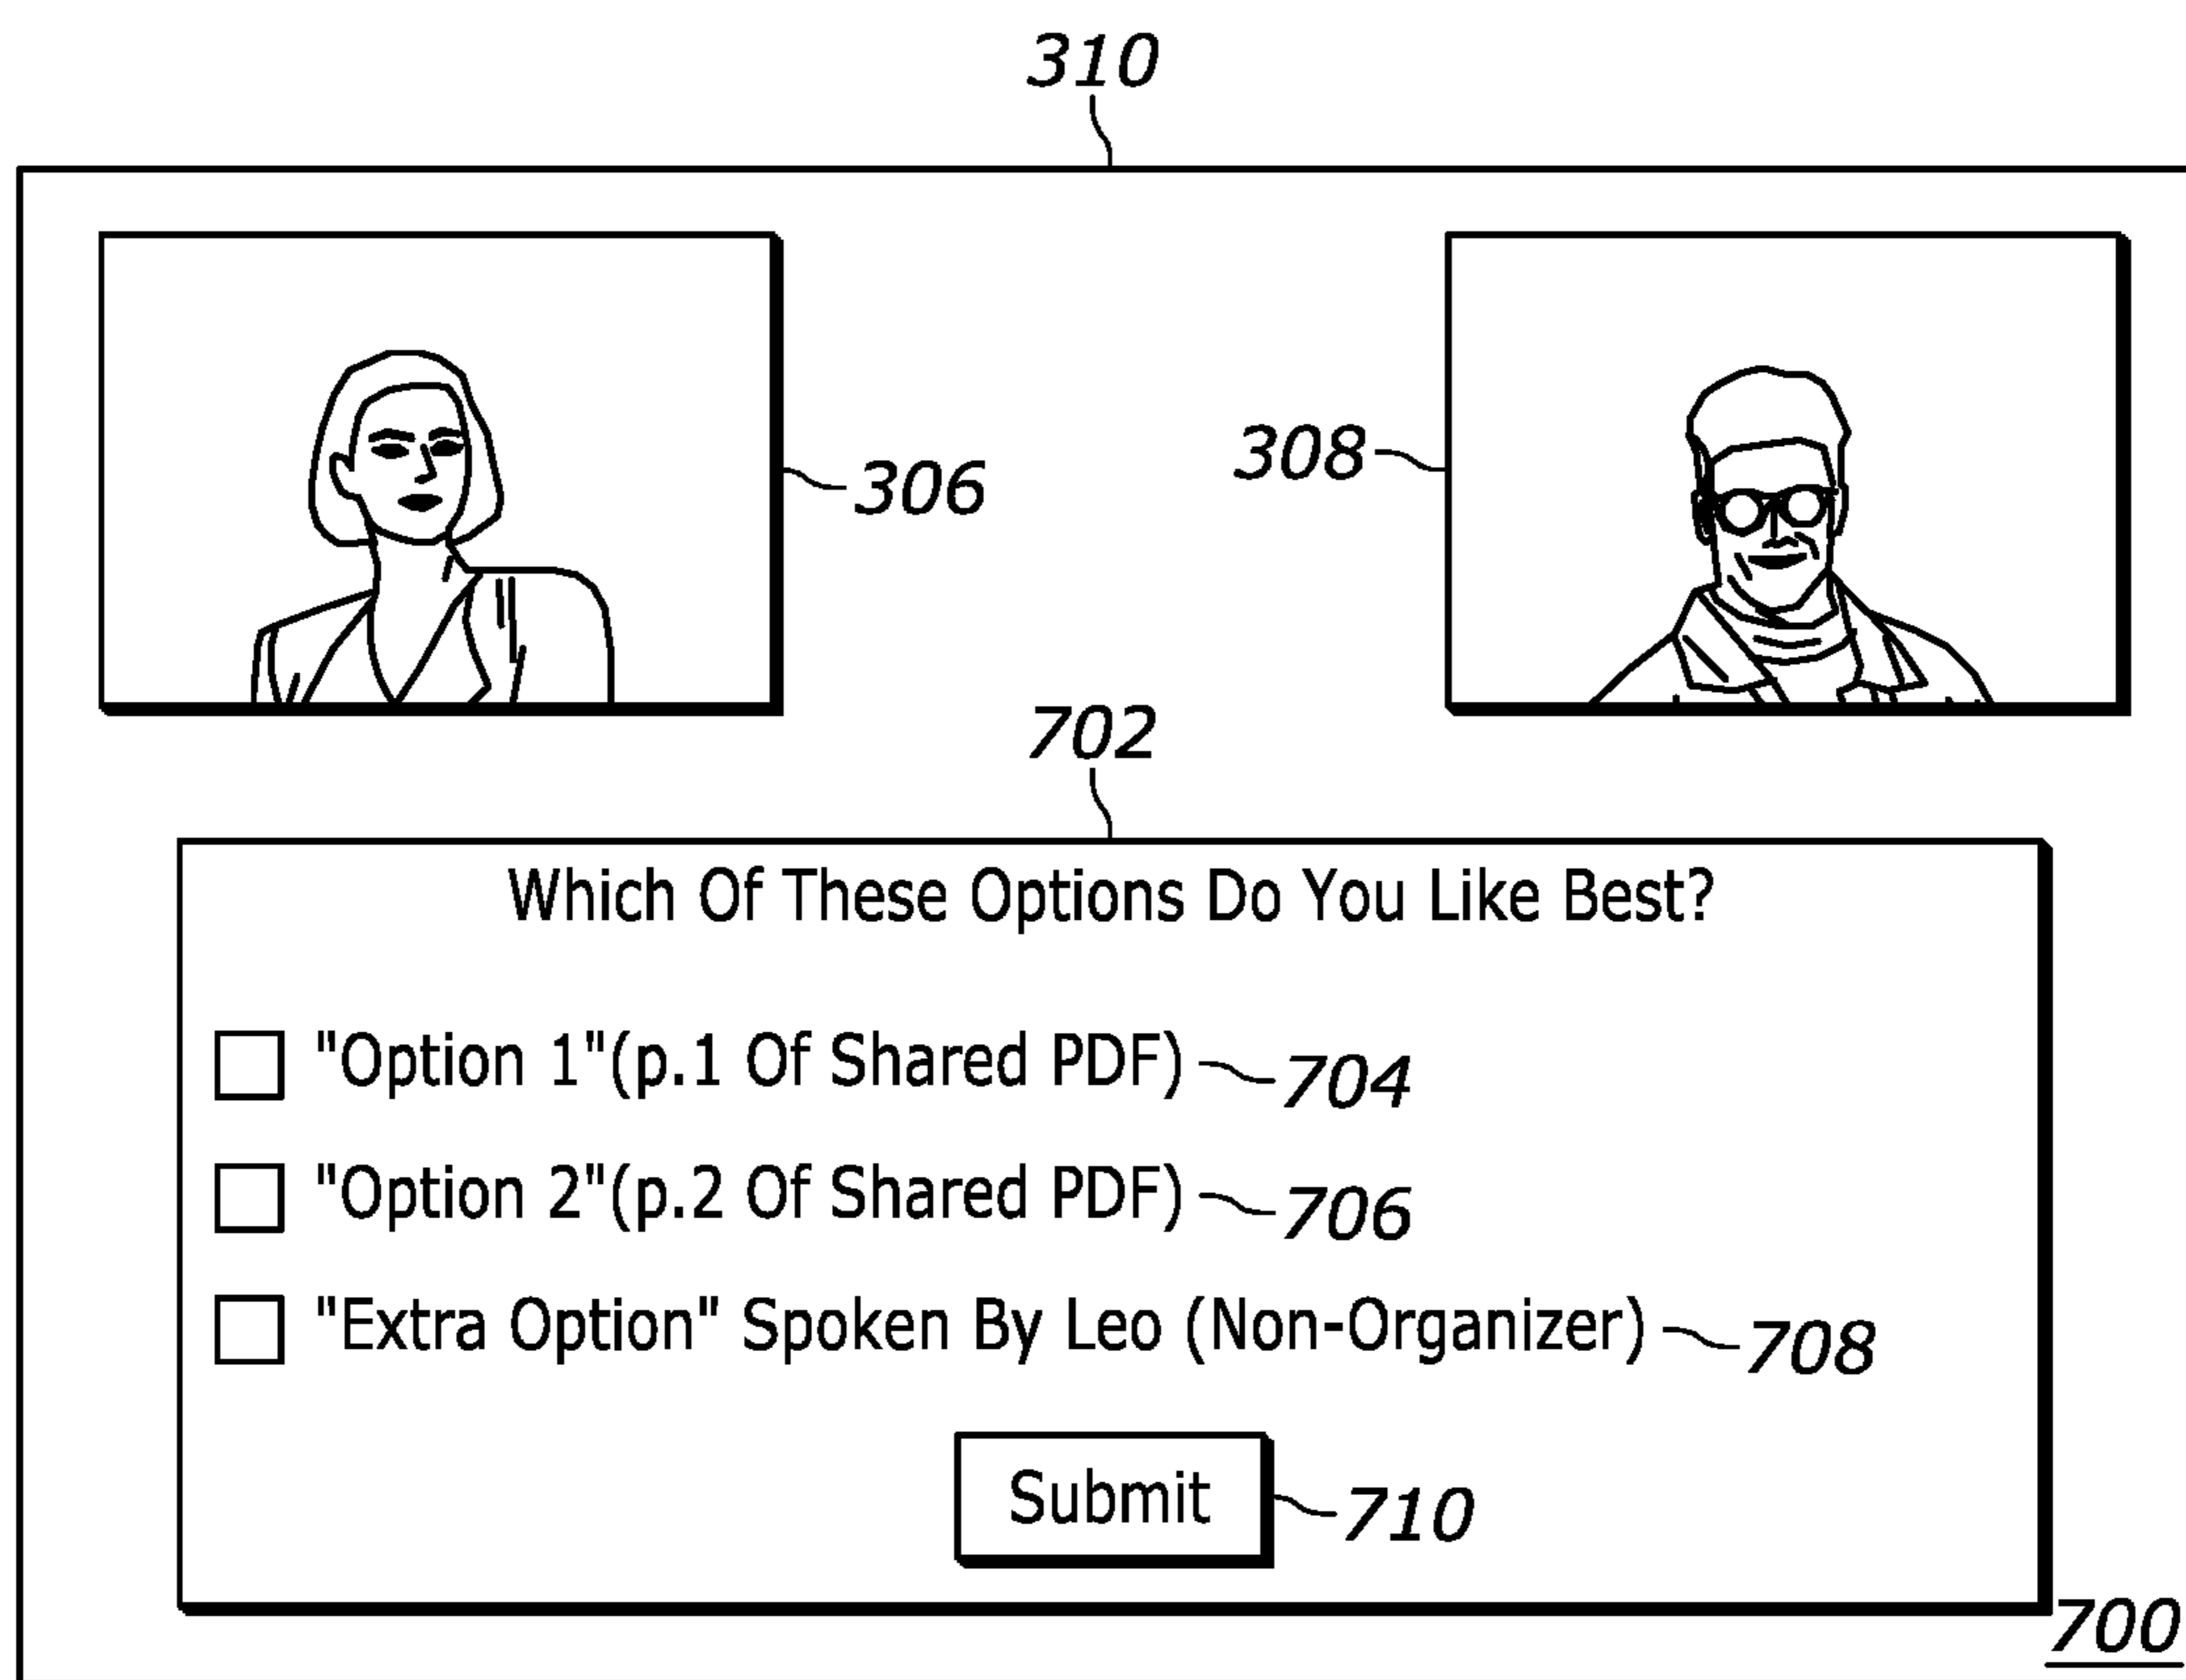 310
306
308
702
Which Of These Options Do You Like Best?
"Option 1"(p.1 Of Shared PDF) 704
"Option 2"(p.2 Of Shared PDF) 706
"Extra Option" Spoken By Leo (Non-Organizer) 708
Submit 710
700